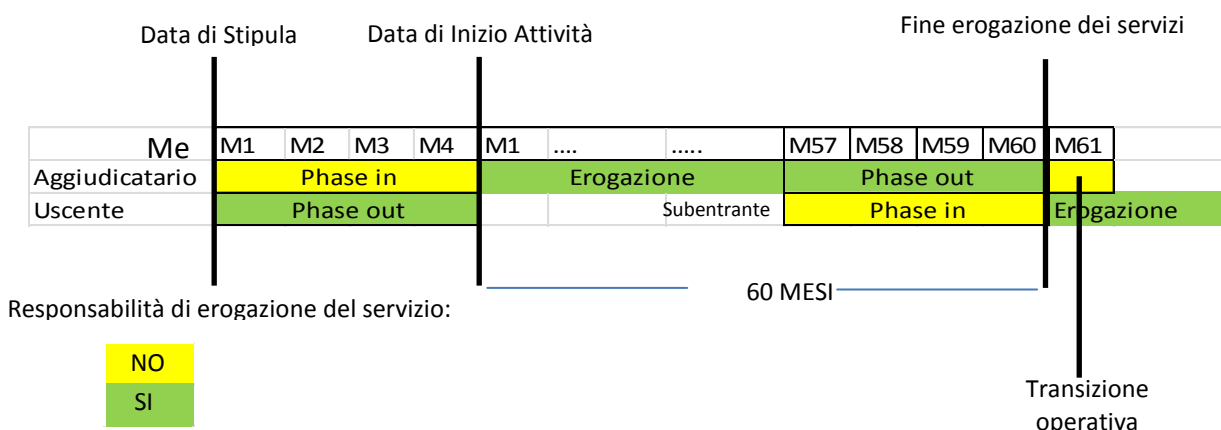 Data di Stipula
Data di Inizio Attività
Fine erogazione dei servizi
Me M1 M2 M3 M4 M1 .... ..... M57 M58 M59 M60 M61
Aggiudicatario Phase in Erogazione Phase out
Uscente Phase out Subentrante Phase in Erogazione
60 MESI
Responsabilità di erogazione del servizio:
NO
SI
Transizione
operativa